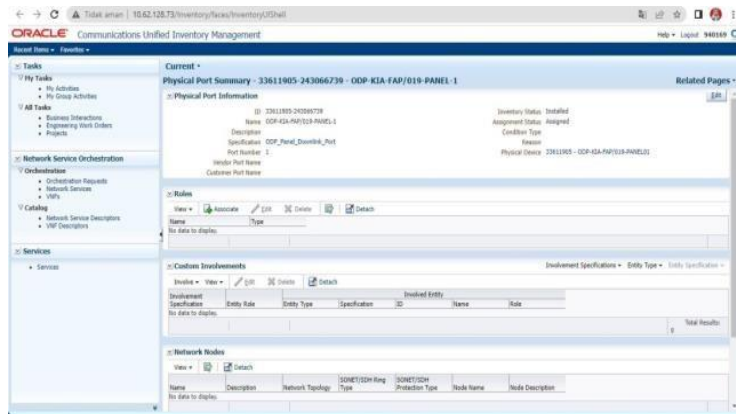 Tidak aman | 10.62.128.73/Inventory/faces/InventoryUIShell
ORACLE Communications Unified Inventory Management
Help Logout 940169
Recent Items Favorites
Tasks
My Tasks
My Activities
My Group Activities
All Tasks
Business Interactions
Engineering Work Orders
Projects
Network Service Orchestration
Orchestration
Orchestration Requests
Network Services
VNFs
Catalog
Network Service Descriptors
VNF Descriptors
Services
Services
Current
Physical Port Summary - 33611905-243066739 - ODP-KIA-FAP/019-PANEL-1
Related Pages
Physical Port Information
Edit
ID 33611905-243066739
Name ODP-KIA-FAP/019-PANEL-1
Description
Specification ODP_Panel_Downlink_Port
Port Number 1
Vendor Port Name
Customer Port Name
Inventory Status Installed
Assignment Status Assigned
Condition Type
Reason
Physical Device 33611905 - ODP-KIA-FAP/019-PANEL01
Roles
View Associate Edit Delete Detach
Name Type
No data to display.
Custom Involvements
Involvement Specifications Entity Type Entity Specification
Involve View Edit Delete Detach
Involved Entity
Involvement Specification Entity Role Entity Type Specification ID Name Role
No data to display.
Total Results: 0
Network Nodes
View Detach
Name Description Network Topology SONET/SDH Ring Type SONET/SDH Protection Type Node Name Node Description
No data to display.